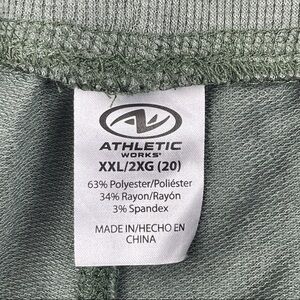 ATHLETIC
WORKS
XXL/2XG (20)
63% Polyester/Poliéster
34% Rayon/Rayón
3% Spandex
MADE IN/HECHO EN
CHINA